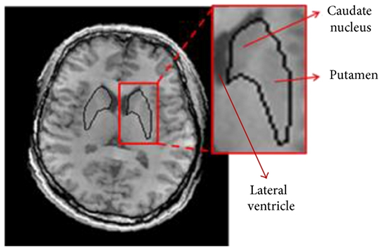 Caudate
nucleus
Putamen
Lateral
ventricle